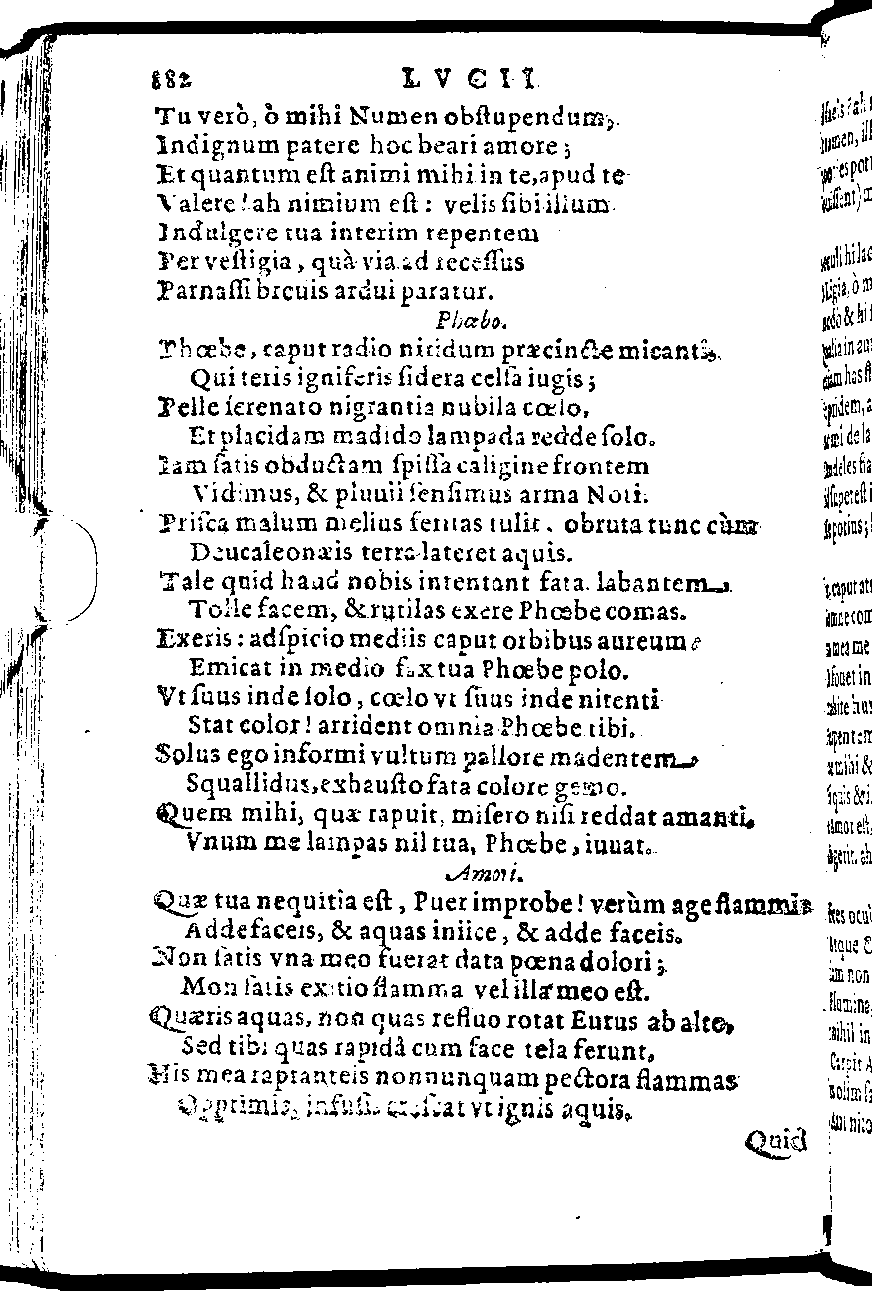 882 LVCII
Tu verò, ò mihi Numen obſtupendum,
Indignum patere hoc beari amore;
Et quantum eſt animi mihi in te, apud te
Valere! ah nimium eſt: velis ſibi illum
Indulgere tua interim repentem
Per veſtigia, quà via ad receſſus
Parnaſſi breuis ardui paratur.
Phœbo.
Phœbe, caput radio nitidum præcincte micanti,
Qui teris igniferis ſidera celſa iugis;
Pelle ſerenato nigrantia nubila cœlo,
Et placidam madido lampada redde ſolo.
Iam ſatis obductam ſpiſſa caligine frontem
Vidimus, & pluuii ſenſimus arma Noti.
Priſca malum melius ſentas tulit. obruta tunc cùm
Deucaleonæis terra lateret aquis.
Tale quid haud nobis intentant fata. labantem
Tolle facem, & rutilas exere Phœbe comas.
Exeris: adſpicio mediis caput orbibus aureum
Emicat in medio fax tua Phœbe polo.
Vt ſuus inde ſolo, cœlo vt ſuus inde nitenti
Stat color! arrident omnia Phœbe tibi.
Solus ego informi vultum pallore madentem
Squallidus, exhauſto fata colore gemo.
Quem mihi, quæ rapuit, miſero niſi reddat amanti,
Vnum me lampas nil tua, Phœbe, iuuat.
Amori.
Quæ tua nequitia eſt, Puer improbe! verùm age flammis
Adde faceis, & aquas iniice, & adde faceis.
Non ſatis vna meo fuerat data pœna dolori;
Mon ſatis exitio flamma vel illa meo eſt.
Quæris aquas, non quas refluo rotat Eurus ab alto,
Sed tibi quas rapidâ cum face tela ferunt,
His mea raptanteis nonnunquam pectora flammas
Opprimis, infuſis creſcat vt ignis aquis.
Quid